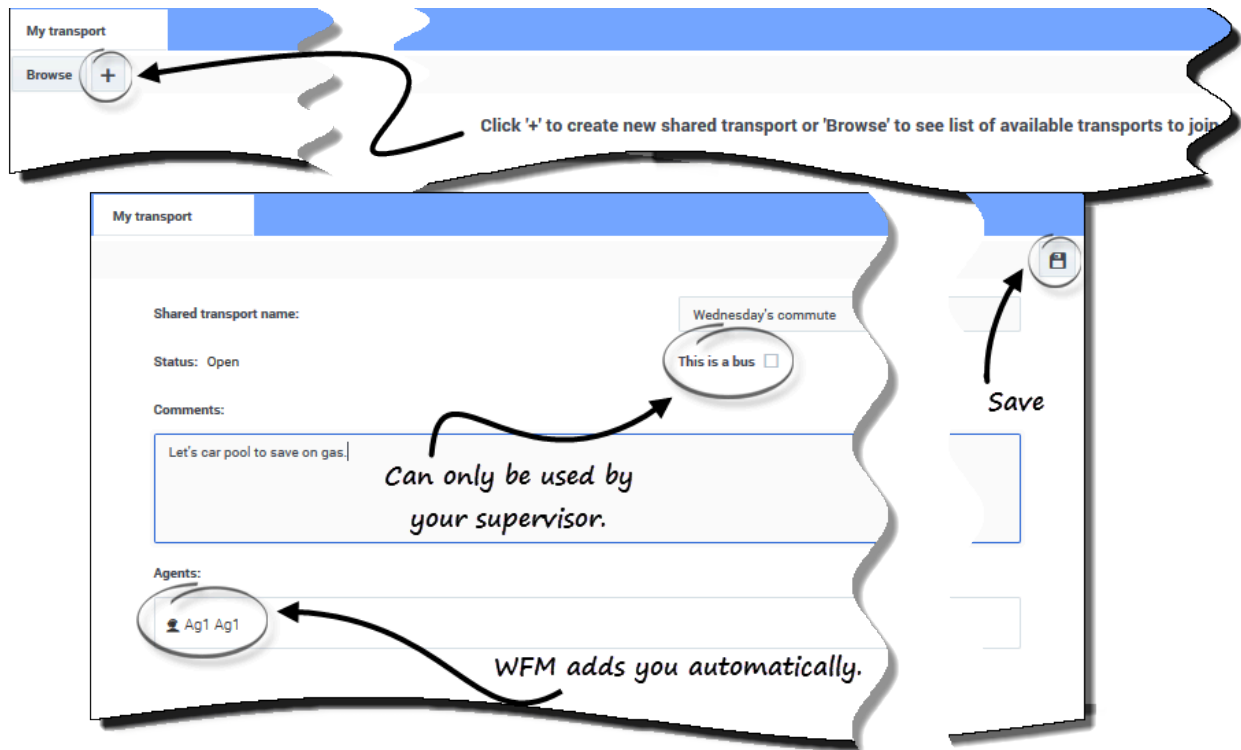 My transport
Browse +
Click '+' to create new shared transport or 'Browse' to see list of available transports to join
My transport
Shared transport name: Wednesday's commute
Status: Open This is a bus
Save
Comments:
Let's car pool to save on gas.
Can only be used by
your supervisor.
Agents:
Ag1 Ag1
WFM adds you automatically.